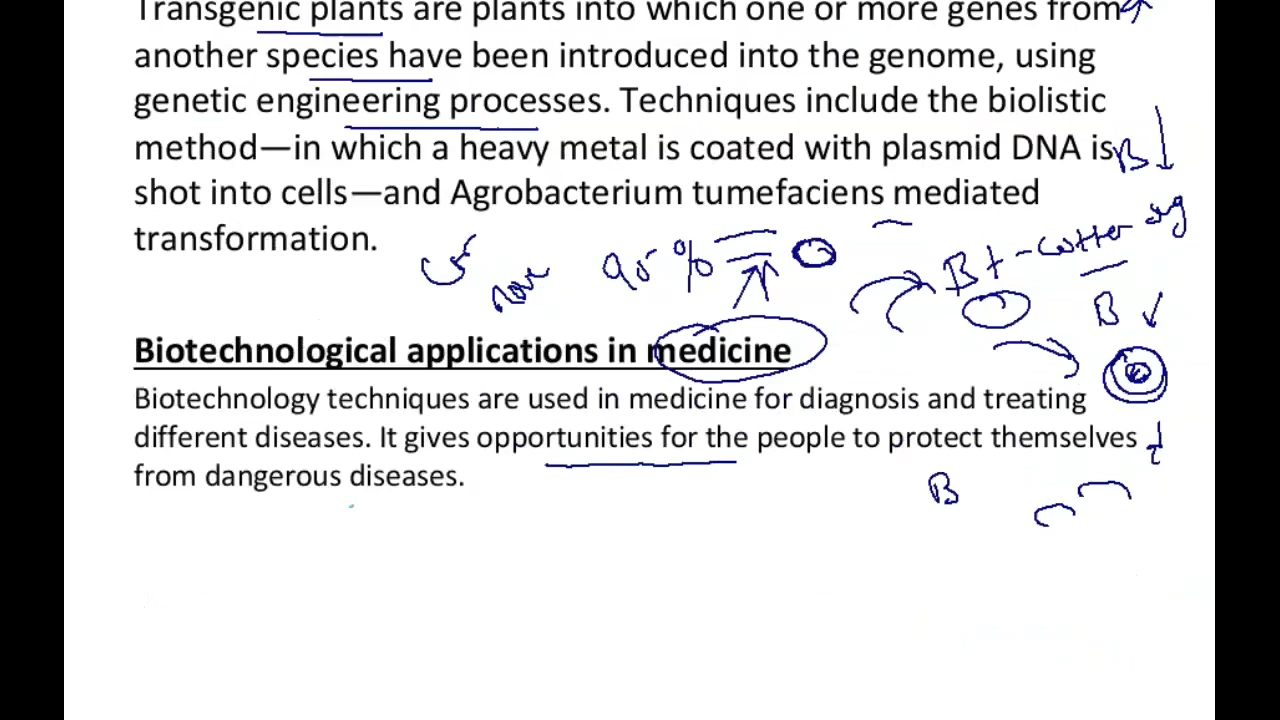 Transgenic plants are plants into which one or more genes from
another species have been introduced into the genome, using
genetic engineering processes. Techniques include the biolistic
method—in which a heavy metal is coated with plasmid DNA is
B
shot into cells—and Agrobacterium tumefaciens mediated
transformation.
90 %
Bt-cotton
B
Biotechnological applications in medicine
Biotechnology techniques are used in medicine for diagnosis and treating
different diseases. It gives opportunities for the people to protect themselves
from dangerous diseases.
B